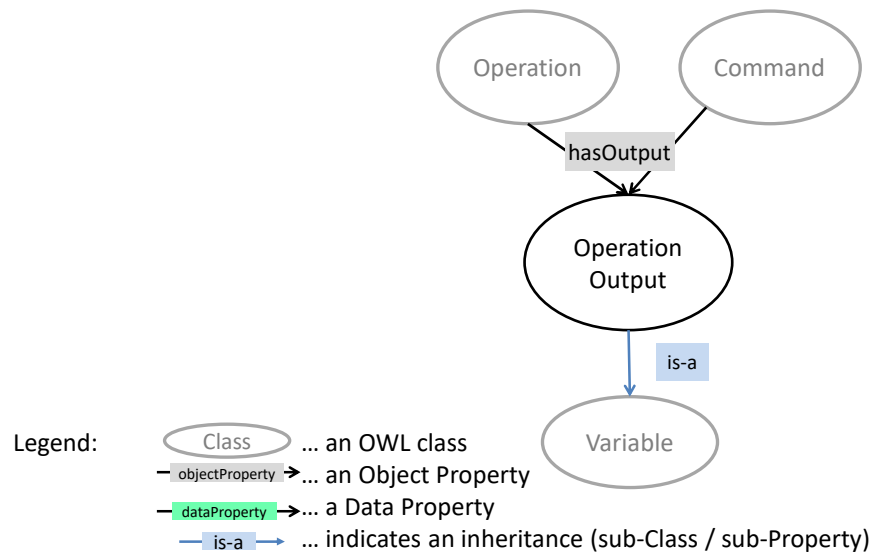 Operation
Command
hasOutput
Operation
Output
is-a
Variable
Legend:
Class
... an OWL class
objectProperty
... an Object Property
dataProperty
... a Data Property
is-a
... indicates an inheritance (sub-Class / sub-Property)